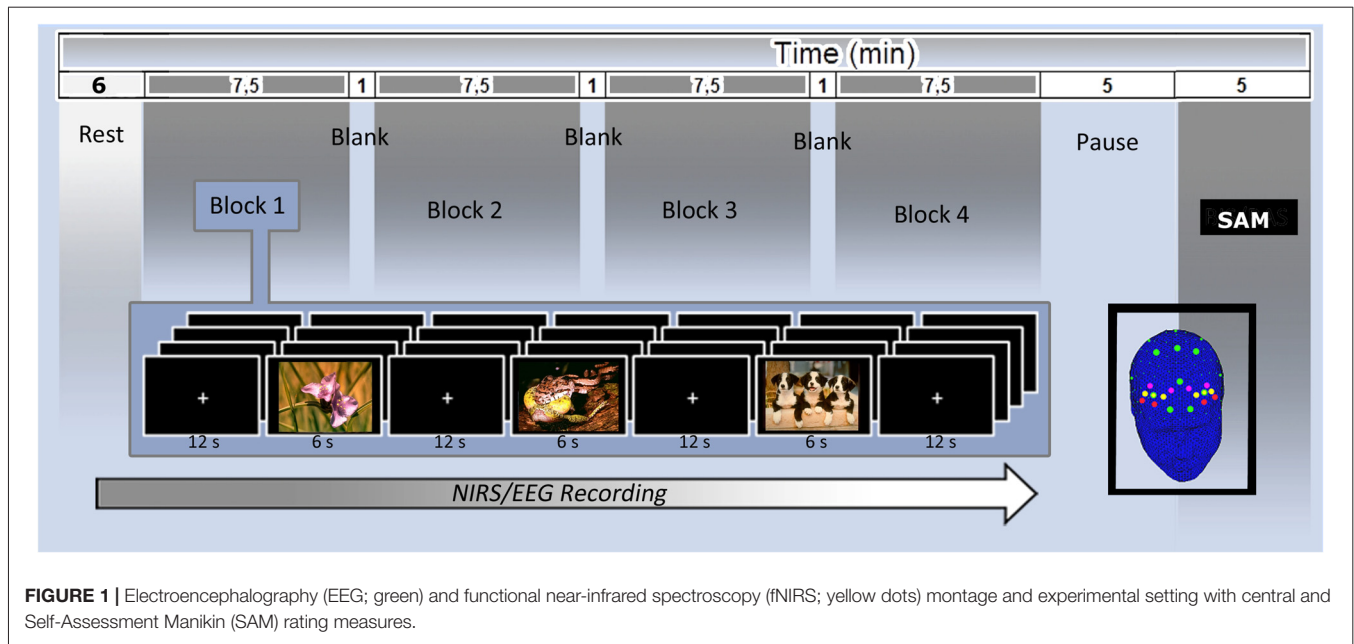 Time (min)
6 7,5 1 7,5 1 7,5 1 7,5 5 5
Rest Blank Blank Blank Pause
Block 1 Block 2 Block 3 Block 4 SAM
+ + + +
12 s 6 s 12 s 6 s 12 s 6 s 12 s
NIRS/EEG Recording
FIGURE 1 | Electroencephalography (EEG; green) and functional near-infrared spectroscopy (fNIRS; yellow dots) montage and experimental setting with central and
Self-Assessment Manikin (SAM) rating measures.